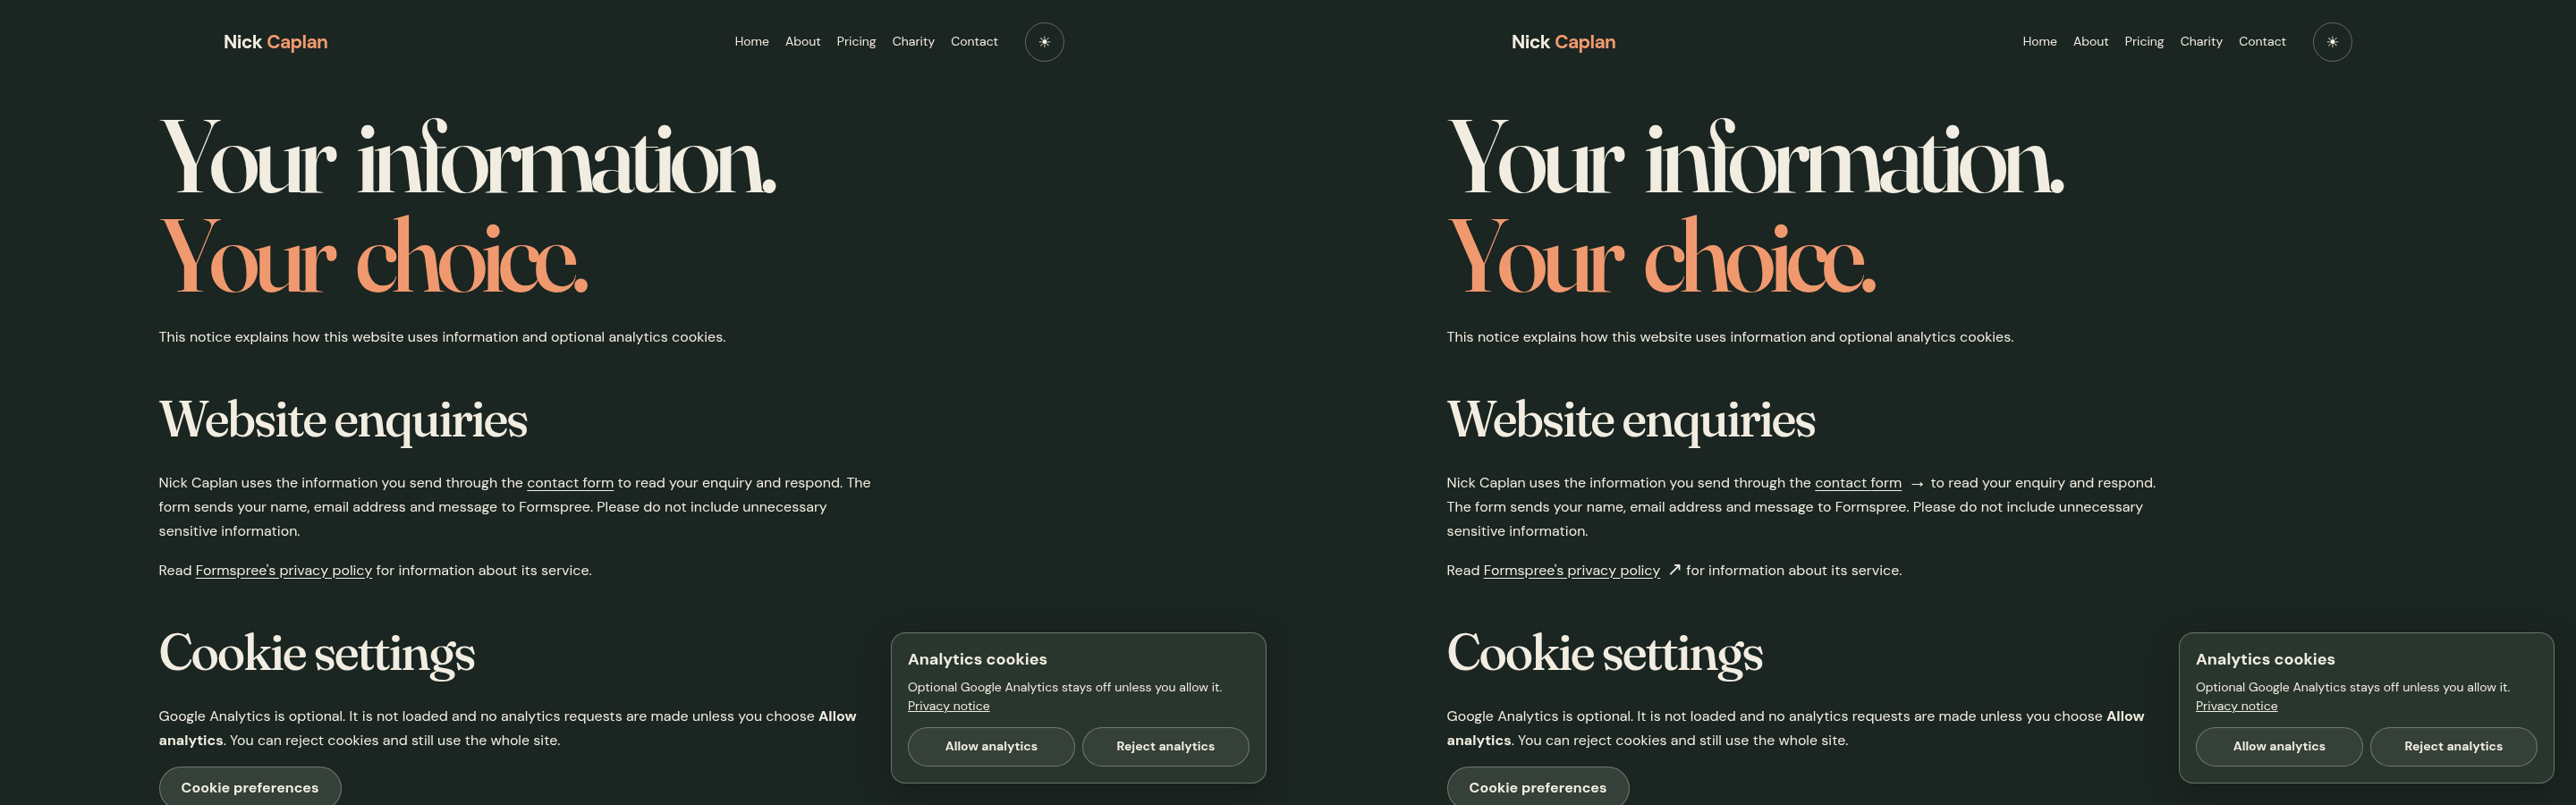 Nick Caplan
Home About Pricing Charity Contact
Your information.
Your choice.
This notice explains how this website uses information and optional analytics cookies.
Website enquiries
Nick Caplan uses the information you send through the contact form to read your enquiry and respond. The
form sends your name, email address and message to Formspree. Please do not include unnecessary
sensitive information.
Read Formspree's privacy policy for information about its service.
Cookie settings
Google Analytics is optional. It is not loaded and no analytics requests are made unless you choose Allow
analytics. You can reject cookies and still use the whole site.
Cookie preferences
Analytics cookies
Optional Google Analytics stays off unless you allow it.
Privacy notice
Allow analytics Reject analytics
Nick Caplan
Home About Pricing Charity Contact
Your information.
Your choice.
This notice explains how this website uses information and optional analytics cookies.
Website enquiries
Nick Caplan uses the information you send through the contact form → to read your enquiry and respond.
The form sends your name, email address and message to Formspree. Please do not include unnecessary
sensitive information.
Read Formspree's privacy policy ↗ for information about its service.
Cookie settings
Google Analytics is optional. It is not loaded and no analytics requests are made unless you choose Allow
analytics. You can reject cookies and still use the whole site.
Cookie preferences
Analytics cookies
Optional Google Analytics stays off unless you allow it.
Privacy notice
Allow analytics Reject analytics